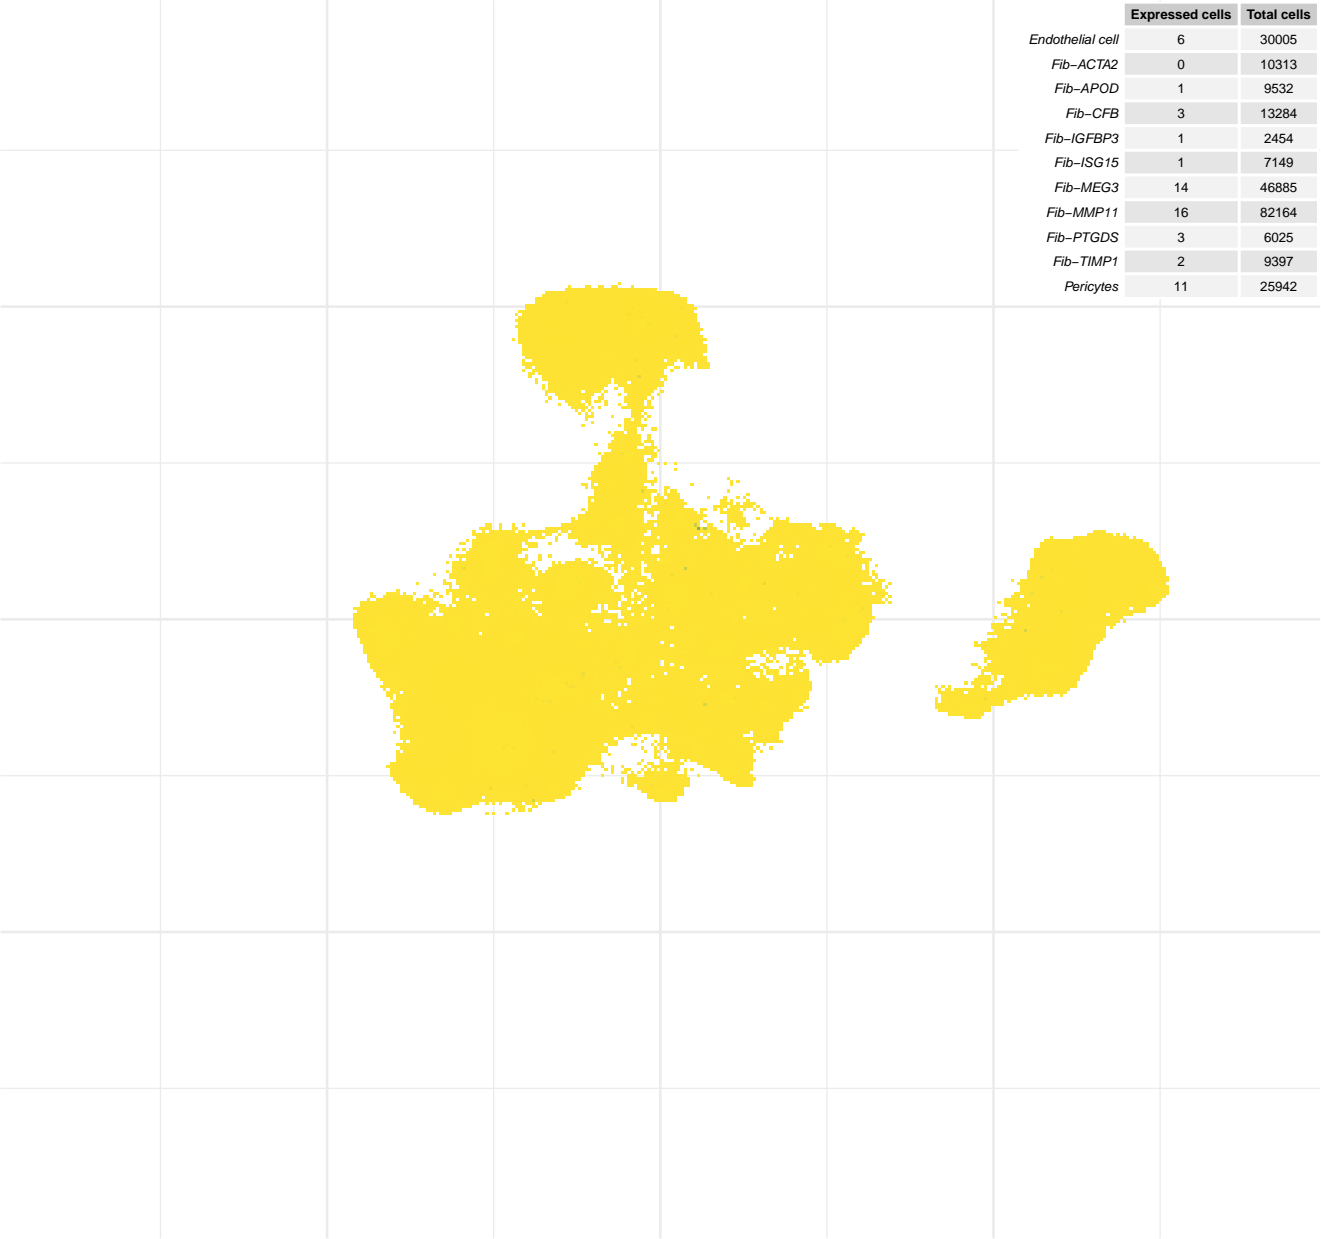 Expressed cells Total cells
Endothelial cell 6 30005
Fib−ACTA2 0 10313
Fib−APOD 1 9532
Fib−CFB 3 13284
Fib−IGFBP3 1 2454
Fib−ISG15 1 7149
Fib−MEG3 14 46885
Fib−MMP11 16 82164
Fib−PTGDS 3 6025
Fib−TIMP1 2 9397
Pericytes 11 25942